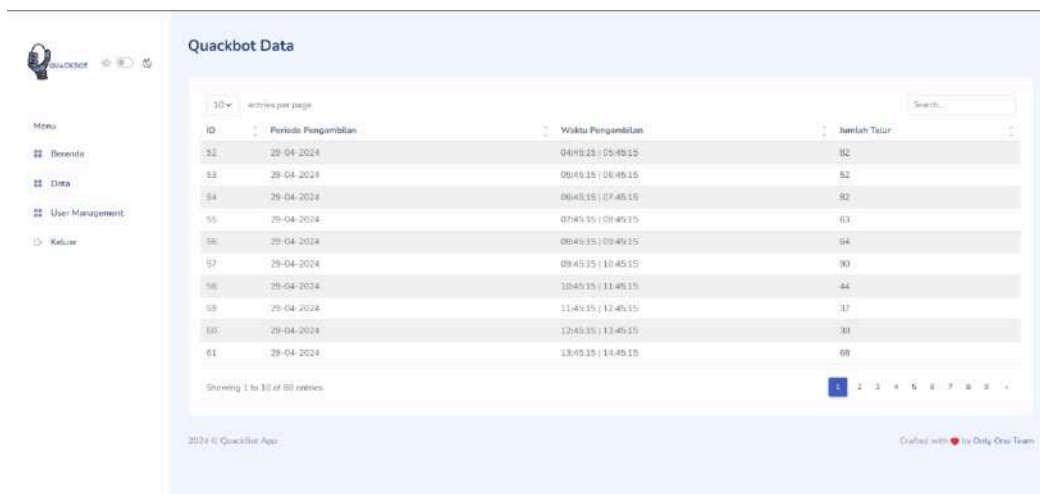 QUACKBOT
Menu
Beranda
Data
User Management
Keluar
Quackbot Data
10 entries per page
Search...
ID Periode Pengambilan Waktu Pengambilan Jumlah Telur
52 29-04-2024 04:45:15 | 05:45:15 82
53 29-04-2024 05:45:15 | 06:45:15 52
54 29-04-2024 06:45:15 | 07:45:15 82
55 29-04-2024 07:45:15 | 08:45:15 63
56 29-04-2024 08:45:15 | 09:45:15 64
57 29-04-2024 09:45:15 | 10:45:15 90
58 29-04-2024 10:45:15 | 11:45:15 44
59 29-04-2024 11:45:15 | 12:45:15 37
60 29-04-2024 12:45:15 | 13:45:15
61 29-04-2024 13:45:15 | 14:45:15 68
Showing 1 to 10 of 88 entries
1 2 3 4 5 6 7 8 9 ›
2024 © QuackBot App
Crafted with ❤ by Only One Team